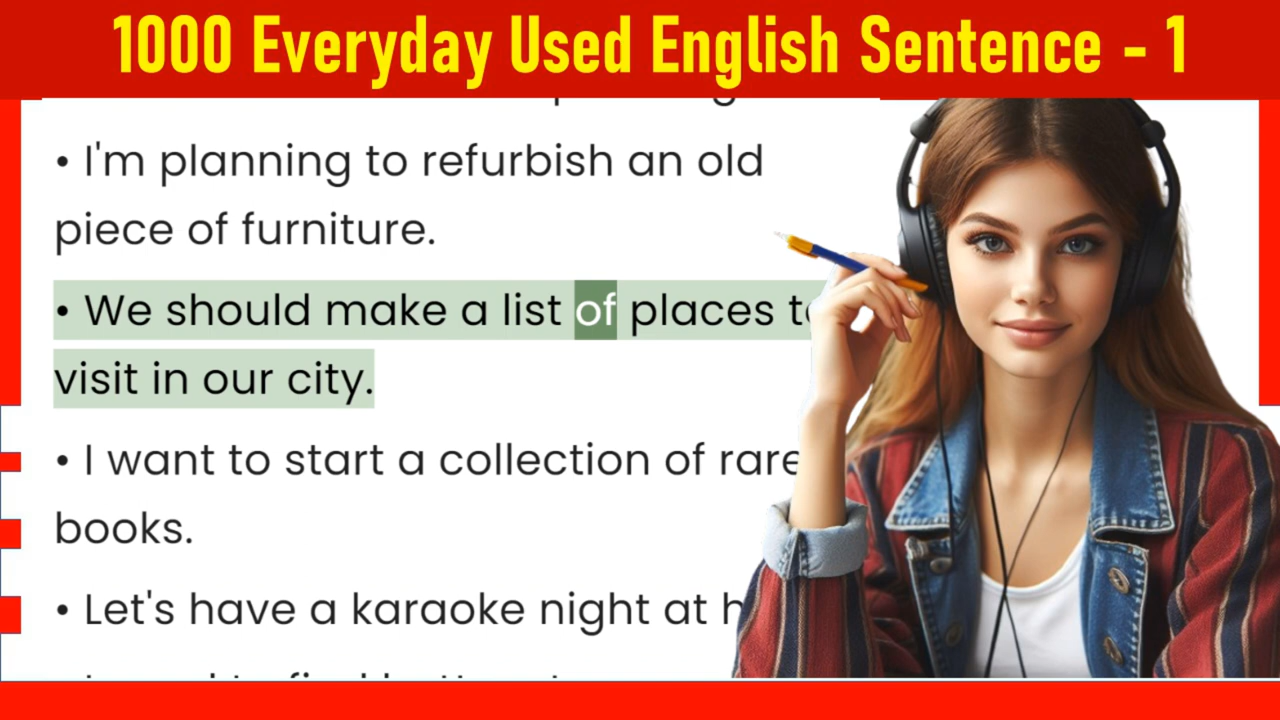 1000 Everyday Used English Sentence - 1
• I'm planning to refurbish an old
piece of furniture.
• We should make a list of places
visit in our city.
• I want to start a collection of rare
books.
• Let's have a karaoke night at